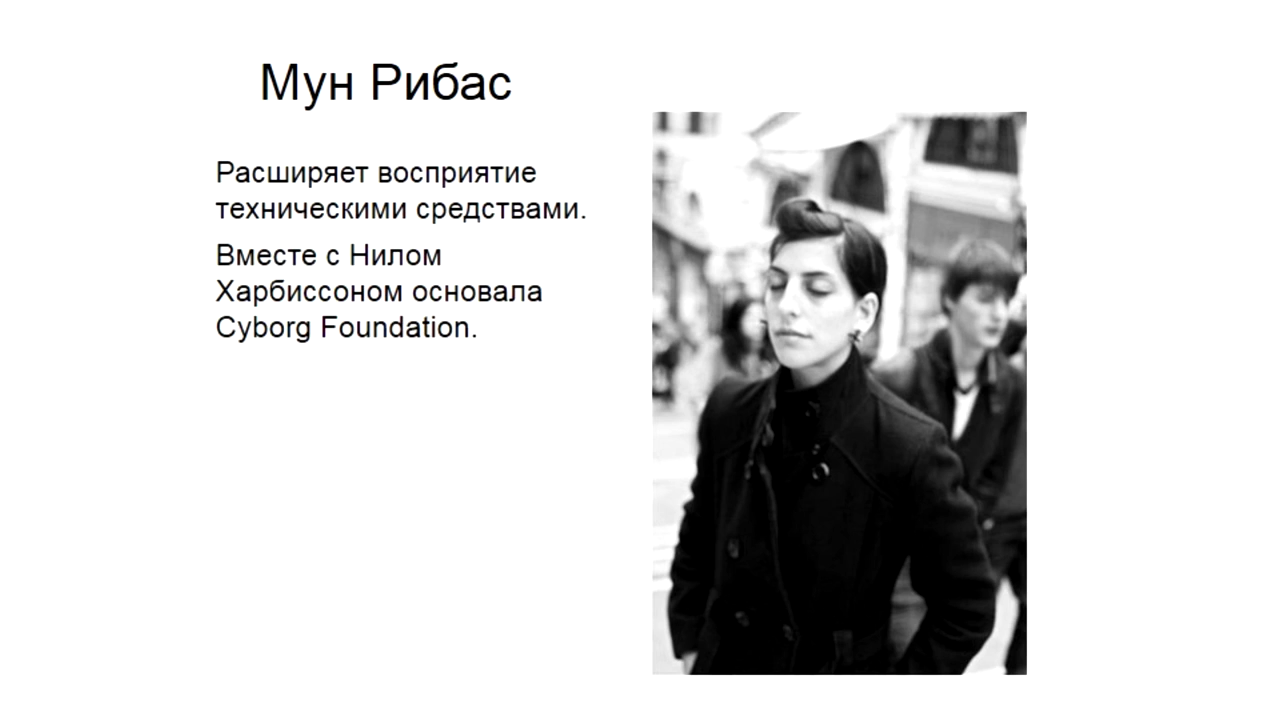 Мун Рибас
Расширяет восприятие
техническими средствами.
Вместе с Нилом
Харбиссоном основала
Cyborg Foundation.